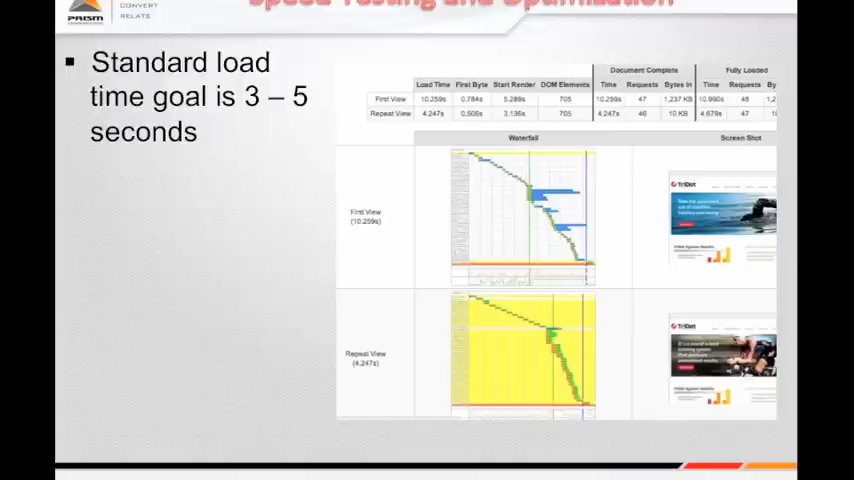 Speed Testing and Optimization
PRISM
CONVERT
RELATE
▪ Standard load
time goal is 3 – 5
seconds
Document Complete Fully Loaded
Load Time First Byte Start Render DOM Elements Time Requests Bytes In Time Requests By
First View 10.259s 0.784s 5.289s 705 10.259s 47 1,237 KB 10.990s 48 1,2
Repeat View 4.247s 0.506s 3.136s 705 4.247s 46 10 KB 4.679s 47
Waterfall Screen Shot
First View
(10.259s)
TriDot
Repeat View
(4.247s)
TriDot